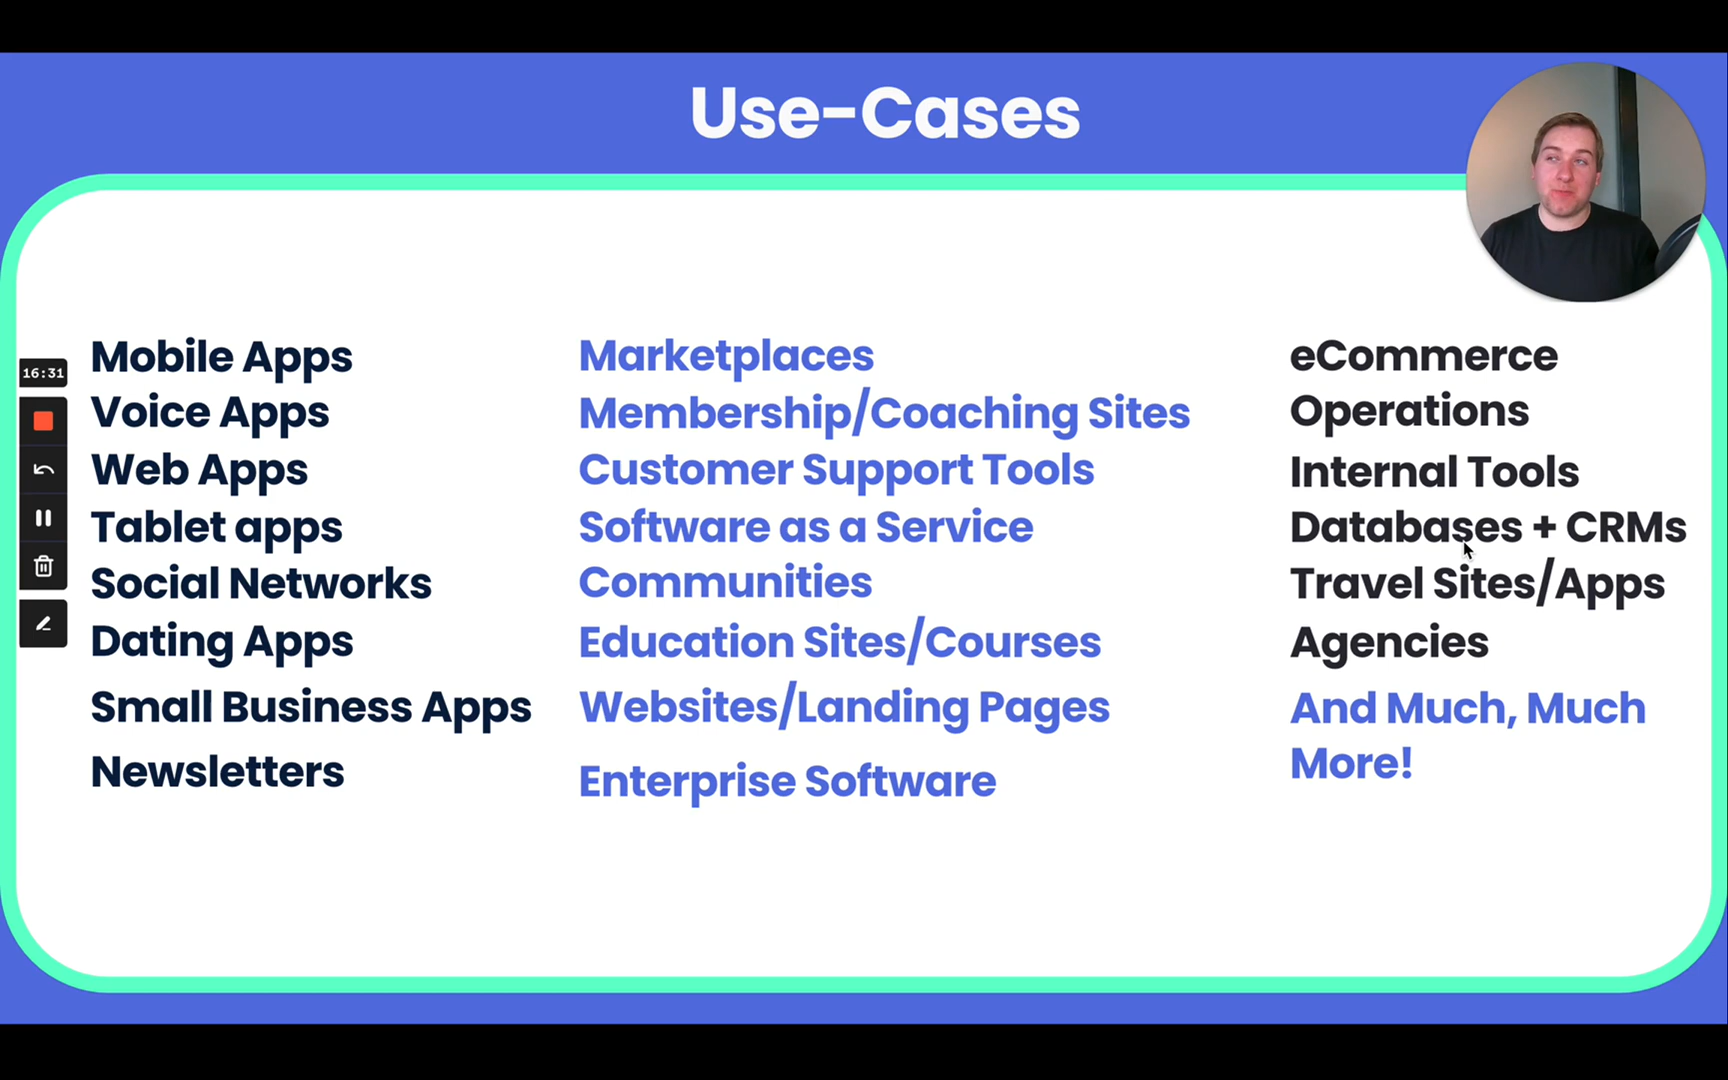 Use-Cases
16:31
Mobile Apps
Voice Apps
Web Apps
Tablet apps
Social Networks
Dating Apps
Small Business Apps
Newsletters
Marketplaces
Membership/Coaching Sites
Customer Support Tools
Software as a Service
Communities
Education Sites/Courses
Websites/Landing Pages
Enterprise Software
eCommerce
Operations
Internal Tools
Databases + CRMs
Travel Sites/Apps
Agencies
And Much, Much
More!